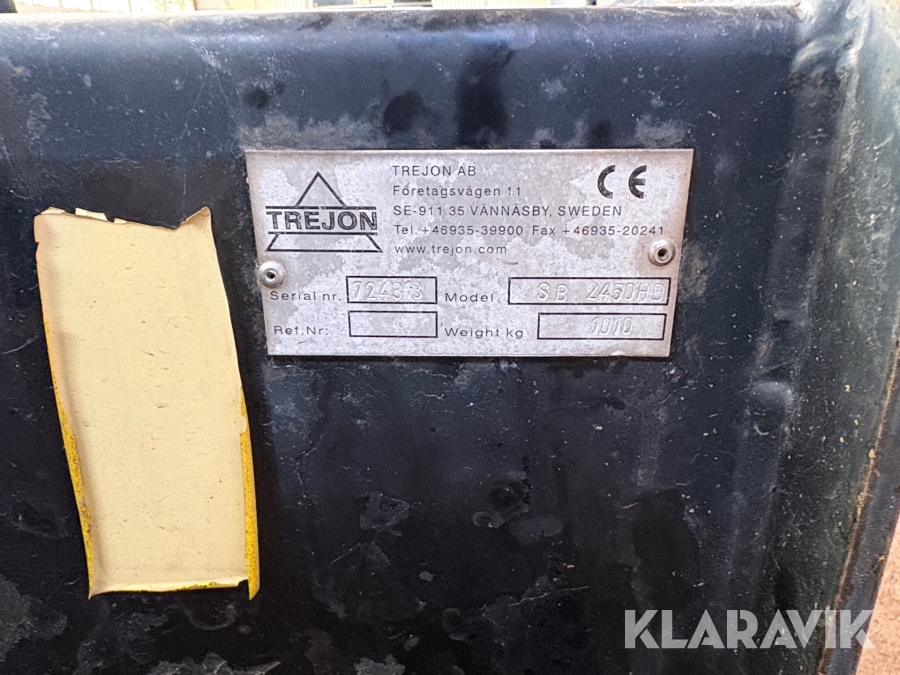 TREJON AB
Företagsvägen 11
SE-911 35 VÄNNÄSBY, SWEDEN
Tel. +46935-39900 Fax +46935-20241
www.trejon.com
CE
TREJON
Serial nr. Model. SB 2450HD
Ref.Nr: Weight kg 1010
KLARAVIK